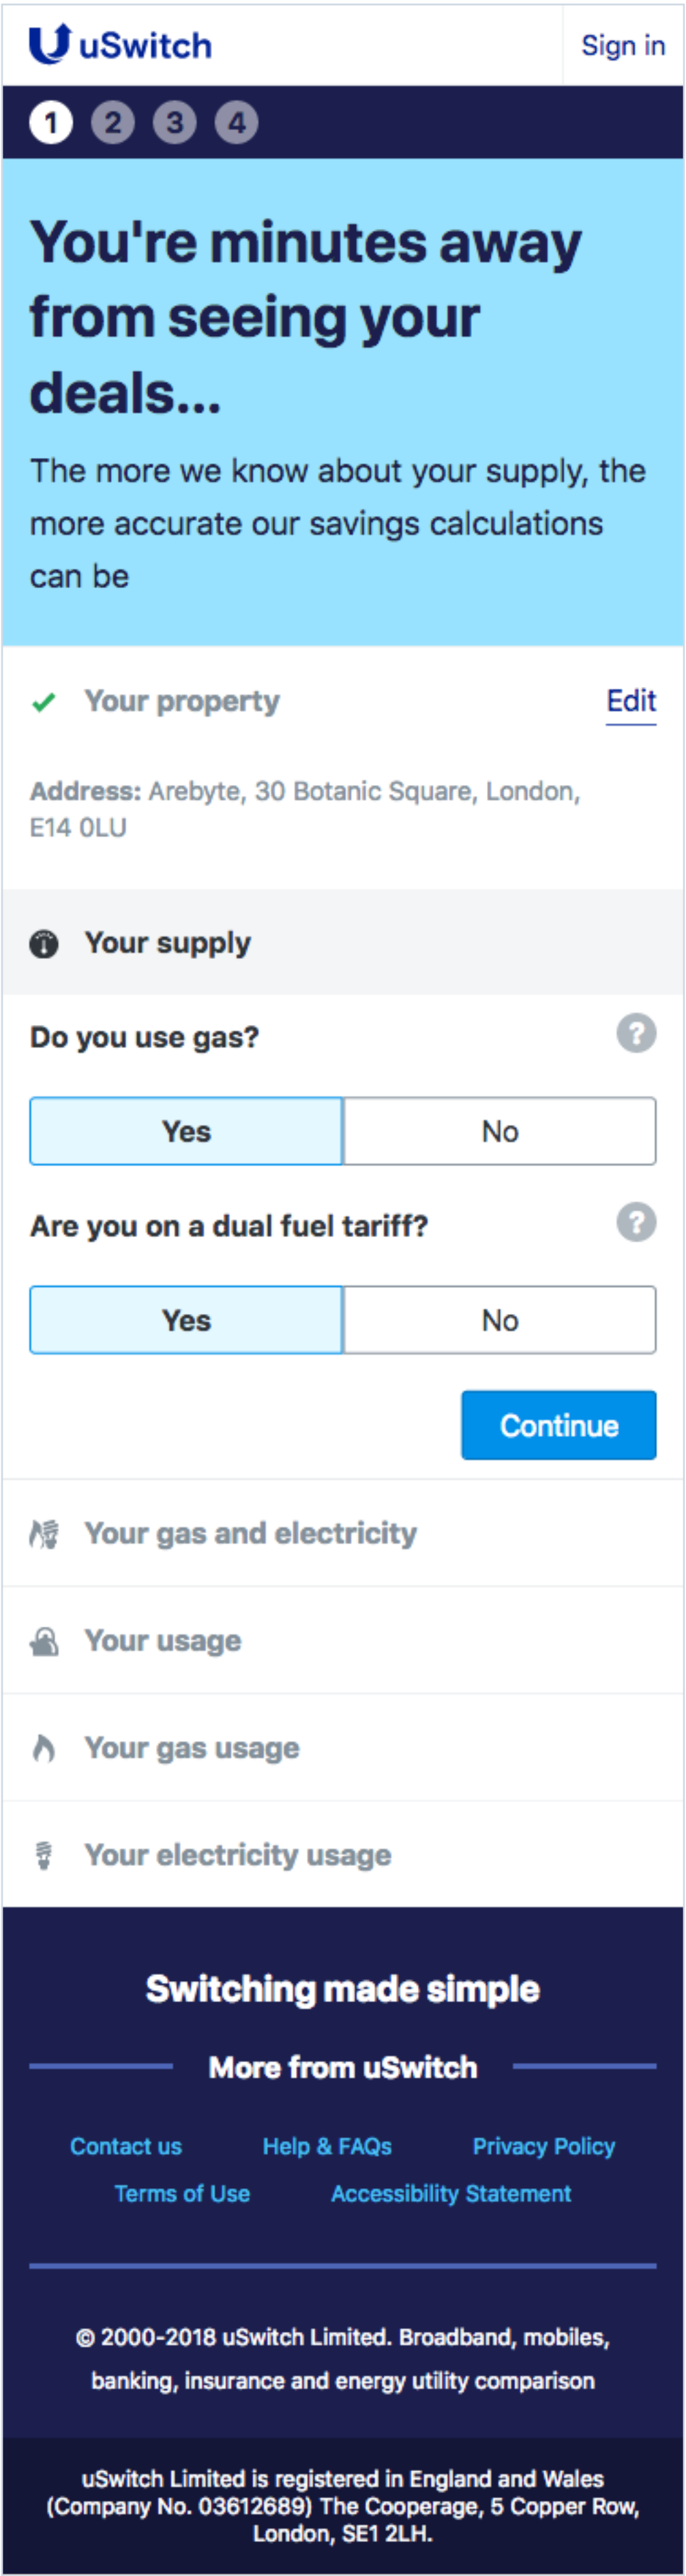 uSwitch
Sign in
1 2 3 4
You're minutes away
from seeing your
deals...
The more we know about your supply, the
more accurate our savings calculations
can be
Your property
Edit
Address: Arebyte, 30 Botanic Square, London,
E14 0LU
Your supply
Do you use gas?
?
Yes
No
Are you on a dual fuel tariff?
?
Yes
No
Continue
Your gas and electricity
Your usage
Your gas usage
Your electricity usage
Switching made simple
More from uSwitch
Contact us
Help & FAQs
Privacy Policy
Terms of Use
Accessibility Statement
© 2000-2018 uSwitch Limited. Broadband, mobiles,
banking, insurance and energy utility comparison
uSwitch Limited is registered in England and Wales
(Company No. 03612689) The Cooperage, 5 Copper Row,
London, SE1 2LH.